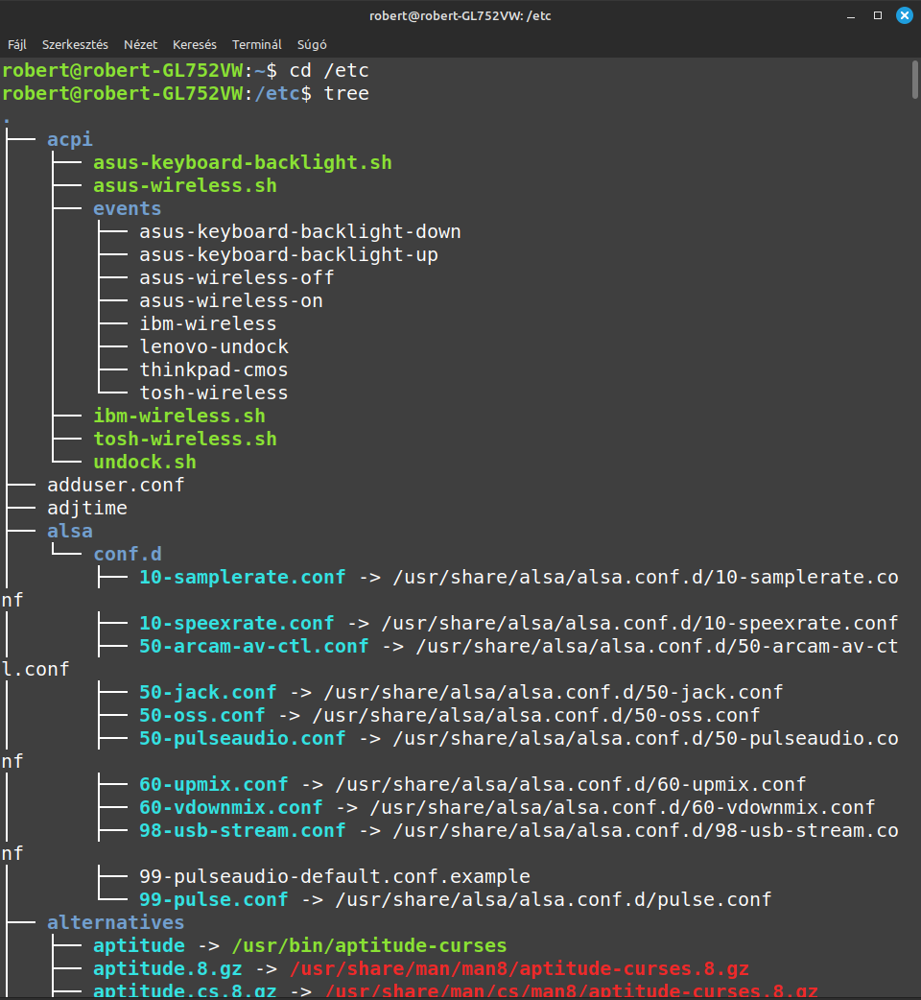 robert@robert-GL752VW: /etc
Fájl Szerkesztés Nézet Keresés Terminál Súgó
robert@robert-GL752VW:~$ cd /etc
robert@robert-GL752VW:/etc$ tree
.
├── acpi
│   ├── asus-keyboard-backlight.sh
│   ├── asus-wireless.sh
│   ├── events
│   │   ├── asus-keyboard-backlight-down
│   │   ├── asus-keyboard-backlight-up
│   │   ├── asus-wireless-off
│   │   ├── asus-wireless-on
│   │   ├── ibm-wireless
│   │   ├── lenovo-undock
│   │   ├── thinkpad-cmos
│   │   └── tosh-wireless
│   ├── ibm-wireless.sh
│   ├── tosh-wireless.sh
│   └── undock.sh
├── adduser.conf
├── adjtime
├── alsa
│   └── conf.d
│       ├── 10-samplerate.conf -> /usr/share/alsa/alsa.conf.d/10-samplerate.co
nf
│       ├── 10-speexrate.conf -> /usr/share/alsa/alsa.conf.d/10-speexrate.conf
│       ├── 50-arcam-av-ctl.conf -> /usr/share/alsa/alsa.conf.d/50-arcam-av-ct
l.conf
│       ├── 50-jack.conf -> /usr/share/alsa/alsa.conf.d/50-jack.conf
│       ├── 50-oss.conf -> /usr/share/alsa/alsa.conf.d/50-oss.conf
│       ├── 50-pulseaudio.conf -> /usr/share/alsa/alsa.conf.d/50-pulseaudio.co
nf
│       ├── 60-upmix.conf -> /usr/share/alsa/alsa.conf.d/60-upmix.conf
│       ├── 60-vdownmix.conf -> /usr/share/alsa/alsa.conf.d/60-vdownmix.conf
│       ├── 98-usb-stream.conf -> /usr/share/alsa/alsa.conf.d/98-usb-stream.co
nf
│       ├── 99-pulseaudio-default.conf.example
│       └── 99-pulse.conf -> /usr/share/alsa/alsa.conf.d/pulse.conf
├── alternatives
│   ├── aptitude -> /usr/bin/aptitude-curses
│   ├── aptitude.8.gz -> /usr/share/man/man8/aptitude-curses.8.gz
│   ├── aptitude.cs.8.gz -> /usr/share/man/cs/man8/aptitude-curses.8.gz